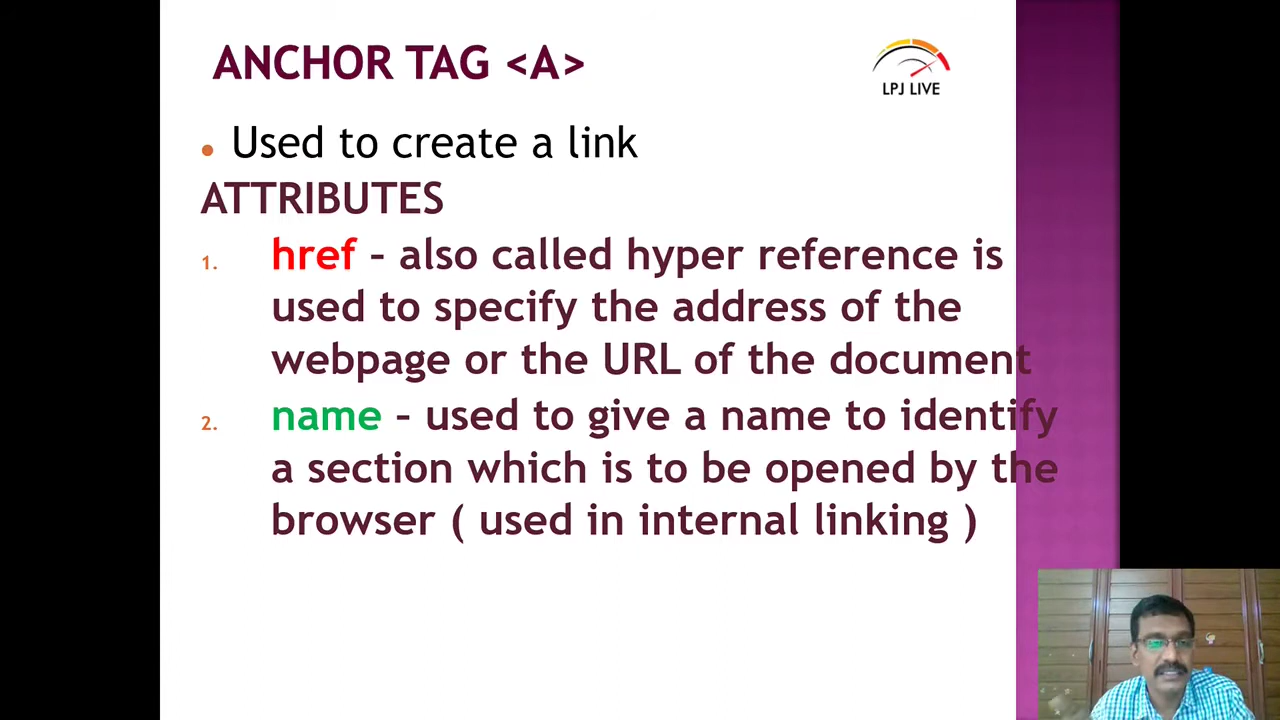 ANCHOR TAG <A>
LPJ LIVE
• Used to create a link
ATTRIBUTES
1. href – also called hyper reference is
used to specify the address of the
webpage or the URL of the document
2. name – used to give a name to identify
a section which is to be opened by the
browser ( used in internal linking )